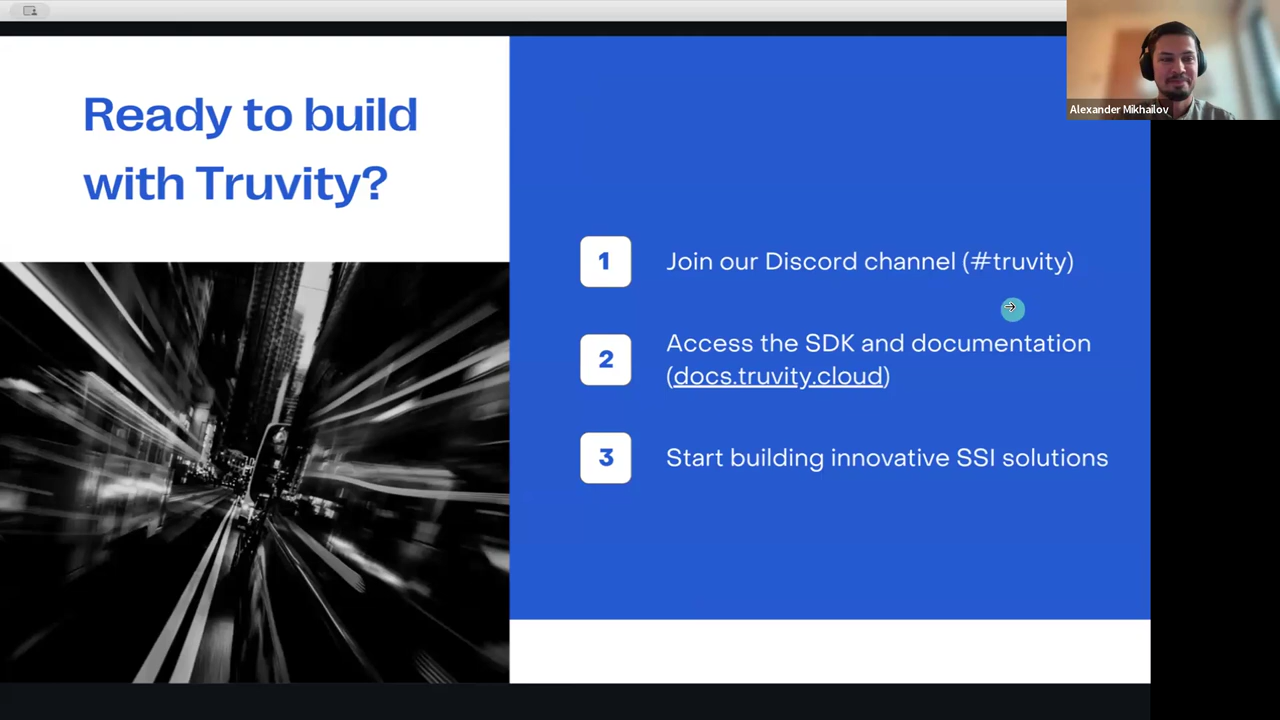 Ready to build
with Truvity?
Alexander Mikhailov
1
Join our Discord channel (#truvity)
2
Access the SDK and documentation
(docs.truvity.cloud)
3
Start building innovative SSI solutions